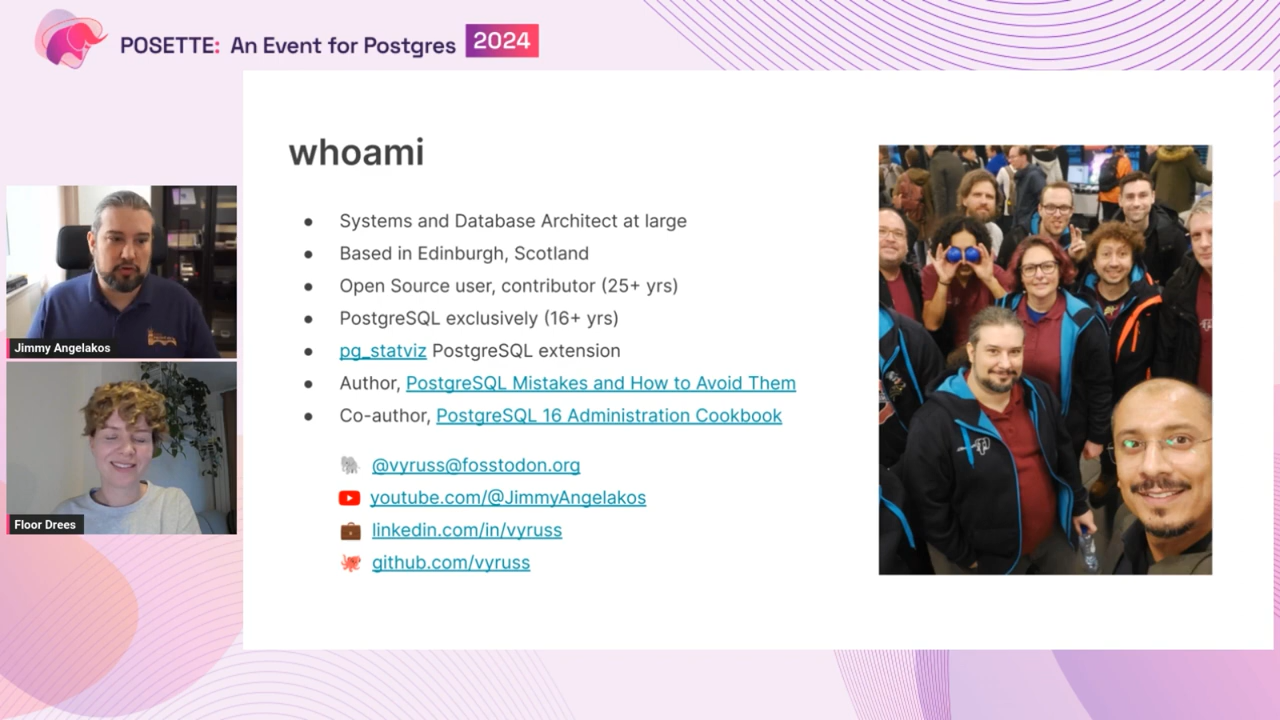 POSETTE: An Event for Postgres 2024
whoami
● Systems and Database Architect at large
● Based in Edinburgh, Scotland
● Open Source user, contributor (25+ yrs)
● PostgreSQL exclusively (16+ yrs)
● pg_statviz PostgreSQL extension
● Author, PostgreSQL Mistakes and How to Avoid Them
● Co-author, PostgreSQL 16 Administration Cookbook
@vyruss@fosstodon.org
youtube.com/@JimmyAngelakos
linkedin.com/in/vyruss
github.com/vyruss
Jimmy Angelakos
Floor Drees